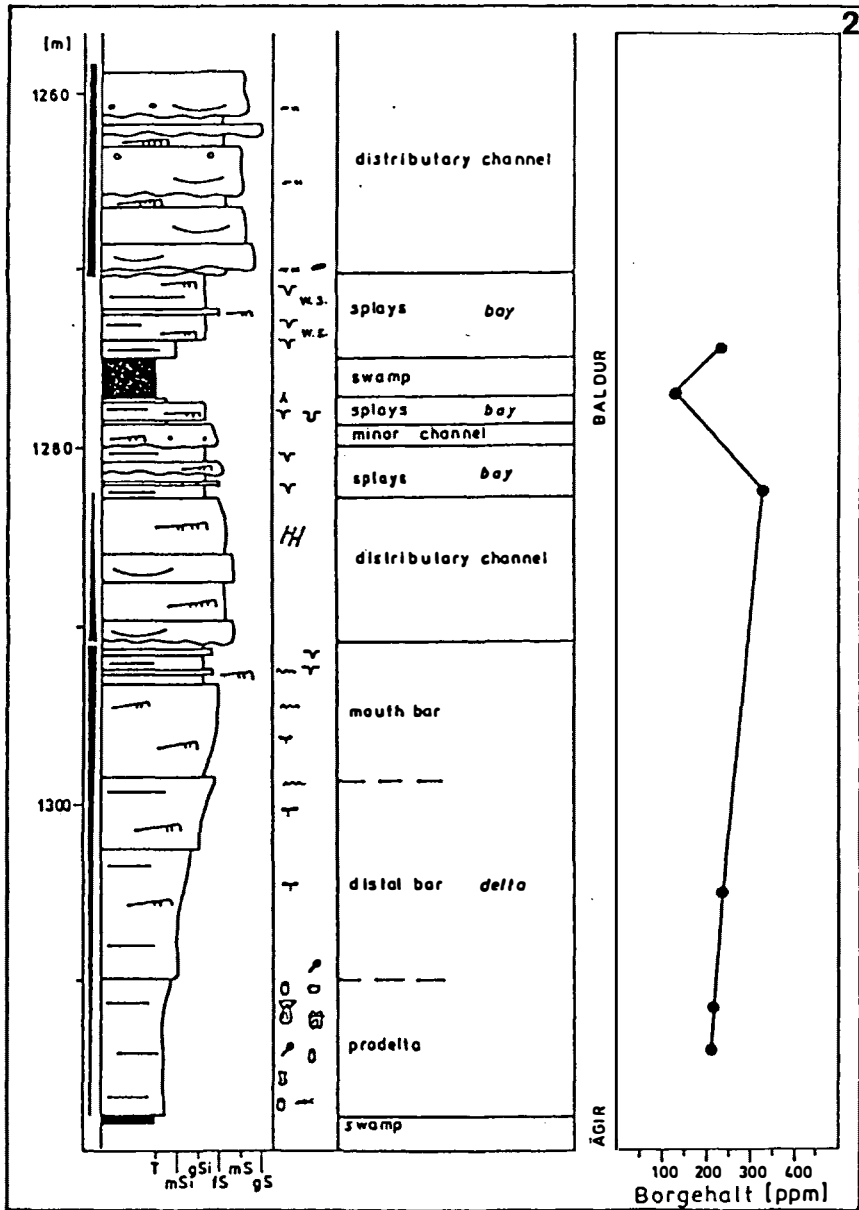 2
[m]
1260
distributary channel
w.s.
splays bay
w.s.
BALDUR
swamp
splays bay
minor channel
1280
splays bay
distributary channel
mouth bar
1300
distal bar delta
prodelta
ÄGIR
swamp
T gSi mS
mSi fS gS
100 200 300 400
Borgehalt [ppm]